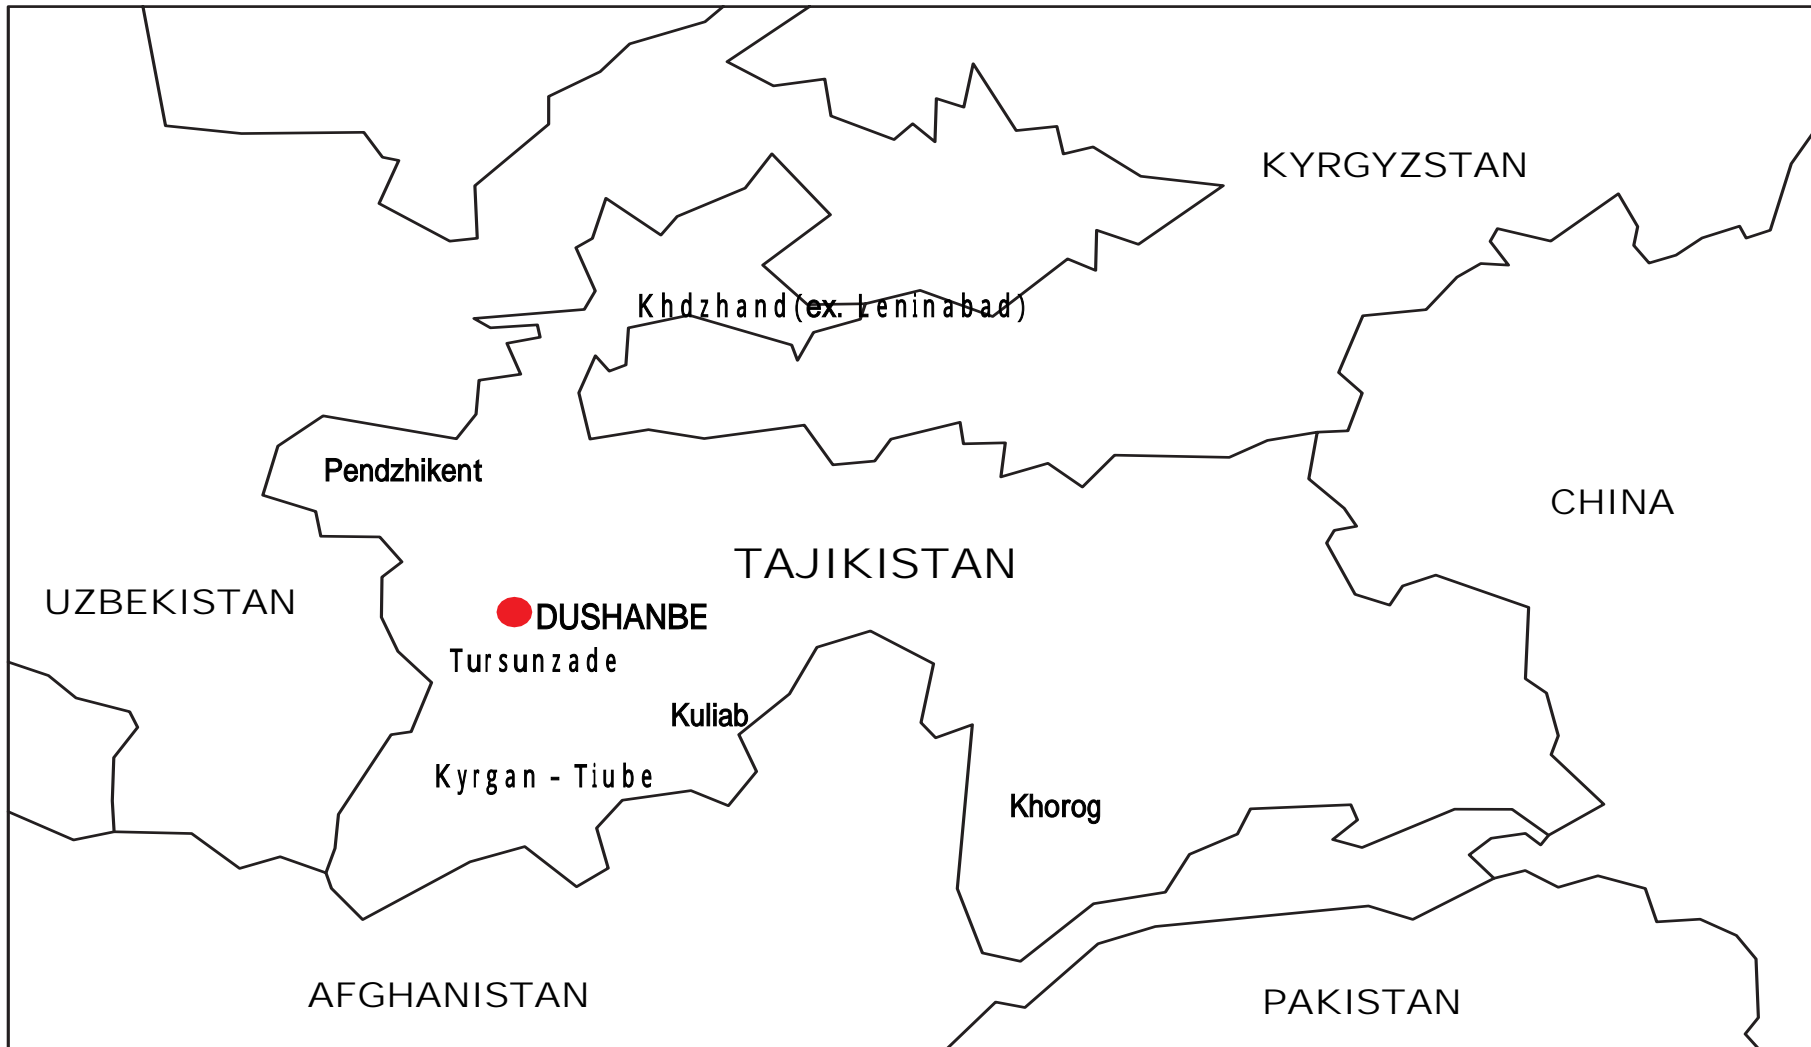 KYRGYZSTAN
Khdzhand (ex. Leninabad)
Pendzhikent
CHINA
TAJIKISTAN
UZBEKISTAN
DUSHANBE
Tursunzade
Kuliab
Kyrgan - Tiube
Khorog
AFGHANISTAN
PAKISTAN